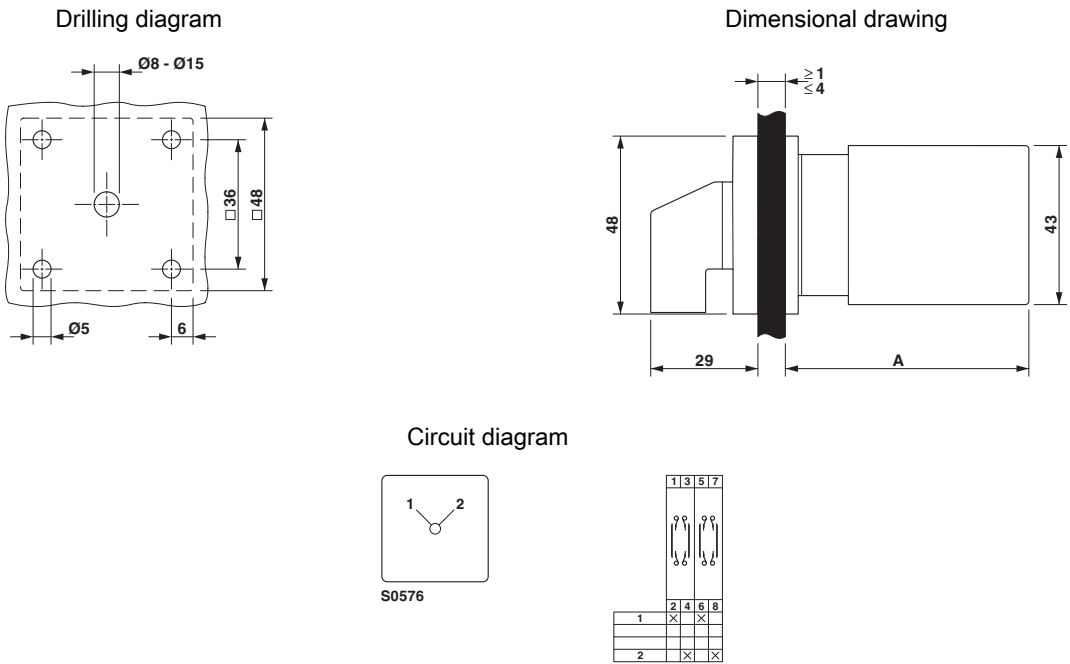 Drilling diagram
Ø8 - Ø15
□36
□48
Ø5
6
Dimensional drawing
≥1
≤4
48
43
29
A
Circuit diagram
1 2
S0576
1 3 5 7
2 4 6 8
1 X X
2 X X